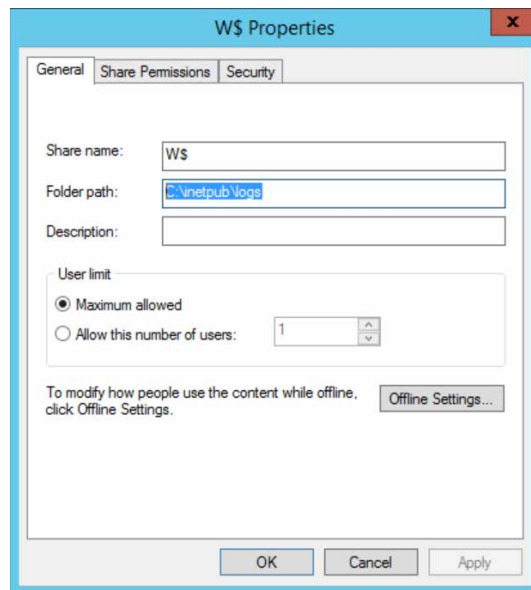 W$ Properties
x
General Share Permissions Security
Share name: W$
Folder path: C:\inetpub\logs
Description:
User limit
Maximum allowed
Allow this number of users: 1
To modify how people use the content while offline,
click Offline Settings.
Offline Settings...
OK Cancel Apply